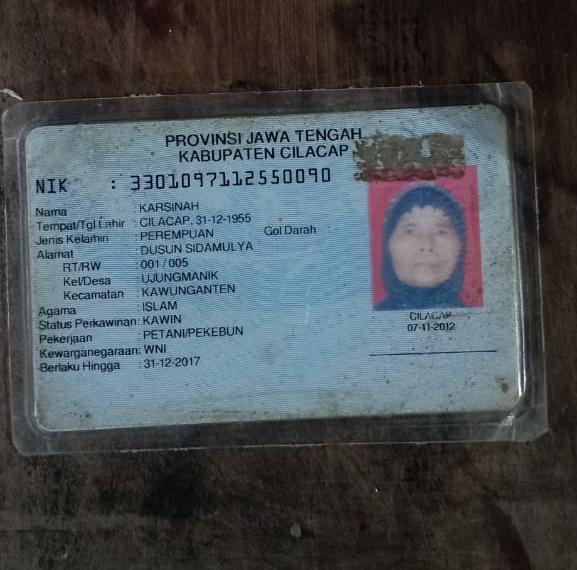 PROVINSI JAWA TENGAH
KABUPATEN CILACAP
NIK : 3301097112550090
Nama : KARSINAH
Tempat/Tgl Lahir : CILACAP, 31-12-1955
Jenis Kelamin : PEREMPUAN Gol Darah
Alamat : DUSUN SIDAMULYA
RT/RW : 001 / 005
Kel/Desa : UJUNGMANIK
Kecamatan : KAWUNGANTEN
Agama : ISLAM
Status Perkawinan: KAWIN
Pekerjaan : PETANI/PEKEBUN
Kewarganegaraan: WNI
Berlaku Hingga : 31-12-2017
CILACAP
07-11-2012